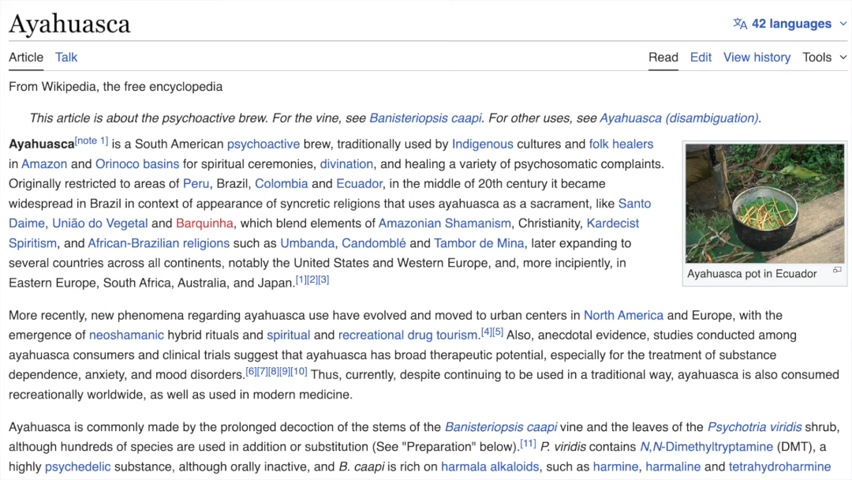 Ayahuasca
42 languages
Article Talk Read Edit View history Tools
From Wikipedia, the free encyclopedia
This article is about the psychoactive brew. For the vine, see Banisteriopsis caapi. For other uses, see Ayahuasca (disambiguation).
Ayahuasca[note 1] is a South American psychoactive brew, traditionally used by Indigenous cultures and folk healers
in Amazon and Orinoco basins for spiritual ceremonies, divination, and healing a variety of psychosomatic complaints.
Originally restricted to areas of Peru, Brazil, Colombia and Ecuador, in the middle of 20th century it became
widespread in Brazil in context of appearance of syncretic religions that uses ayahuasca as a sacrament, like Santo
Daime, União do Vegetal and Barquinha, which blend elements of Amazonian Shamanism, Christianity, Kardecist
Spiritism, and African-Brazilian religions such as Umbanda, Candomblé and Tambor de Mina, later expanding to
several countries across all continents, notably the United States and Western Europe, and, more incipiently, in
Eastern Europe, South Africa, Australia, and Japan.[1][2][3]
Ayahuasca pot in Ecuador
More recently, new phenomena regarding ayahuasca use have evolved and moved to urban centers in North America and Europe, with the
emergence of neoshamanic hybrid rituals and spiritual and recreational drug tourism.[4][5] Also, anecdotal evidence, studies conducted among
ayahuasca consumers and clinical trials suggest that ayahuasca has broad therapeutic potential, especially for the treatment of substance
dependence, anxiety, and mood disorders.[6][7][8][9][10] Thus, currently, despite continuing to be used in a traditional way, ayahuasca is also consumed
recreationally worldwide, as well as used in modern medicine.
Ayahuasca is commonly made by the prolonged decoction of the stems of the Banisteriopsis caapi vine and the leaves of the Psychotria viridis shrub,
although hundreds of species are used in addition or substitution (See "Preparation" below).[11] P. viridis contains N,N-Dimethyltryptamine (DMT), a
highly psychedelic substance, although orally inactive, and B. caapi is rich on harmala alkaloids, such as harmine, harmaline and tetrahydroharmine